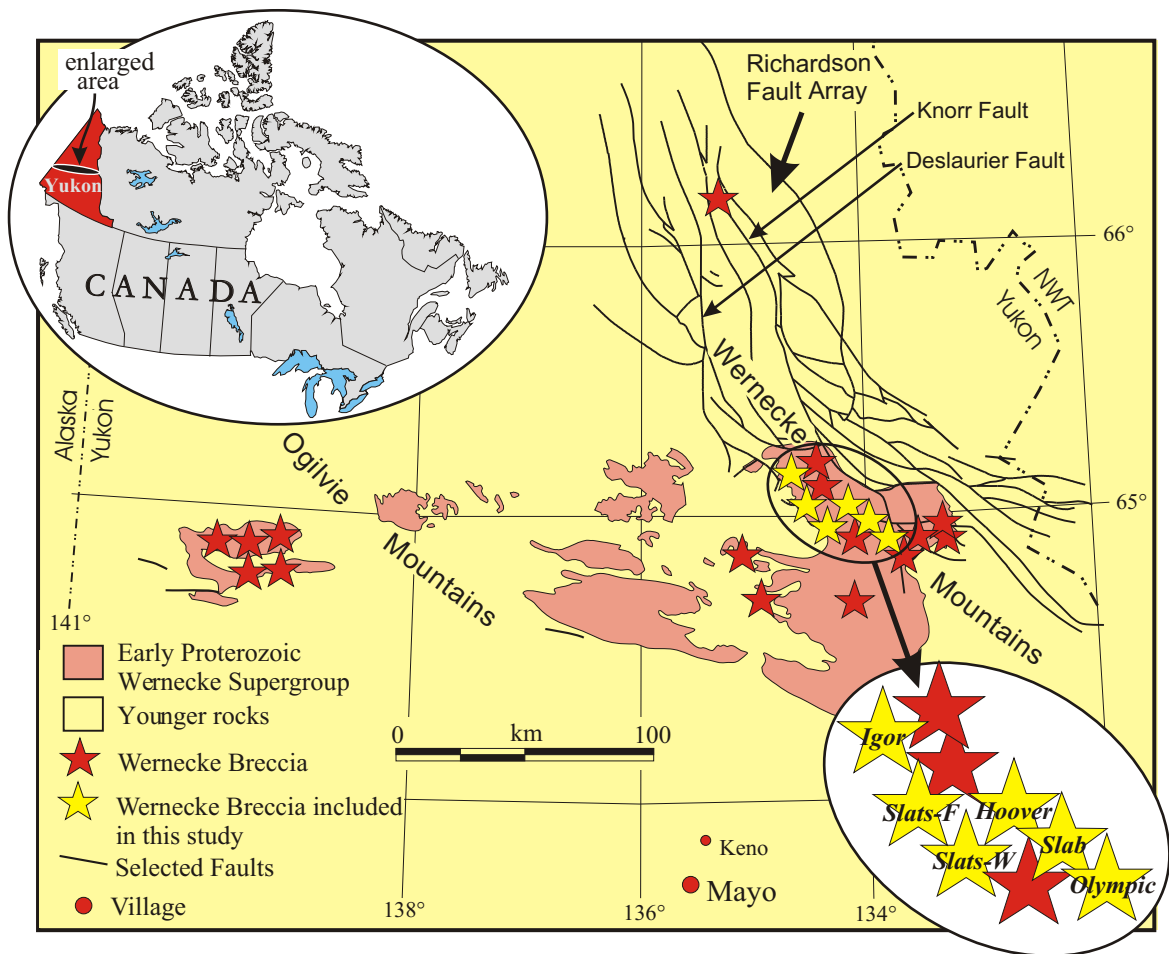 enlarged
area
Yukon
CANADA
Richardson
Fault Array
Knorr Fault
Deslaurier Fault
66°
NWT
Yukon
Wernecke
Mountains
Alaska
Yukon
Ogilvie
Mountains
65°
141°
Early Proterozoic
Wernecke Supergroup
Younger rocks
Wernecke Breccia
Wernecke Breccia included
in this study
Selected Faults
Village
0 km 100
Keno
Mayo
138°
136°
134°
Igor
Slats-F
Hoover
Slats-W
Slab
Olympic